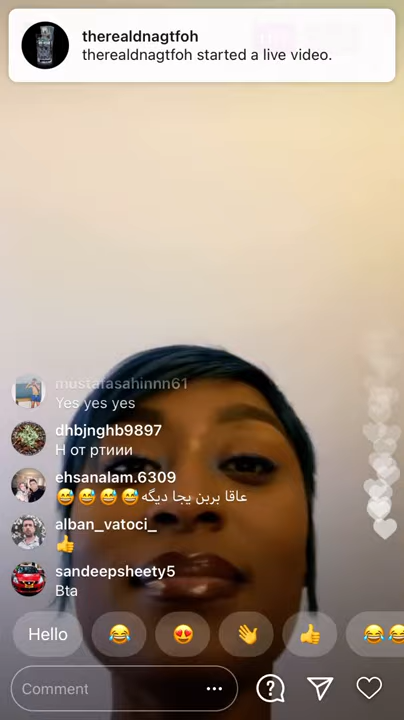 therealdnagtfoh
therealdnagtfoh started a live video.
mustafasahinnn61
Yes yes yes
dhbjnghb9897
Н от ртиии
ehsanalam.6309
😅😅😅😅عاقا بربن یجا دیگه
alban_vatoci_
👍
sandeepsheety5
Bta
Hello 😂 😍 👋 👍 😂😂
Comment